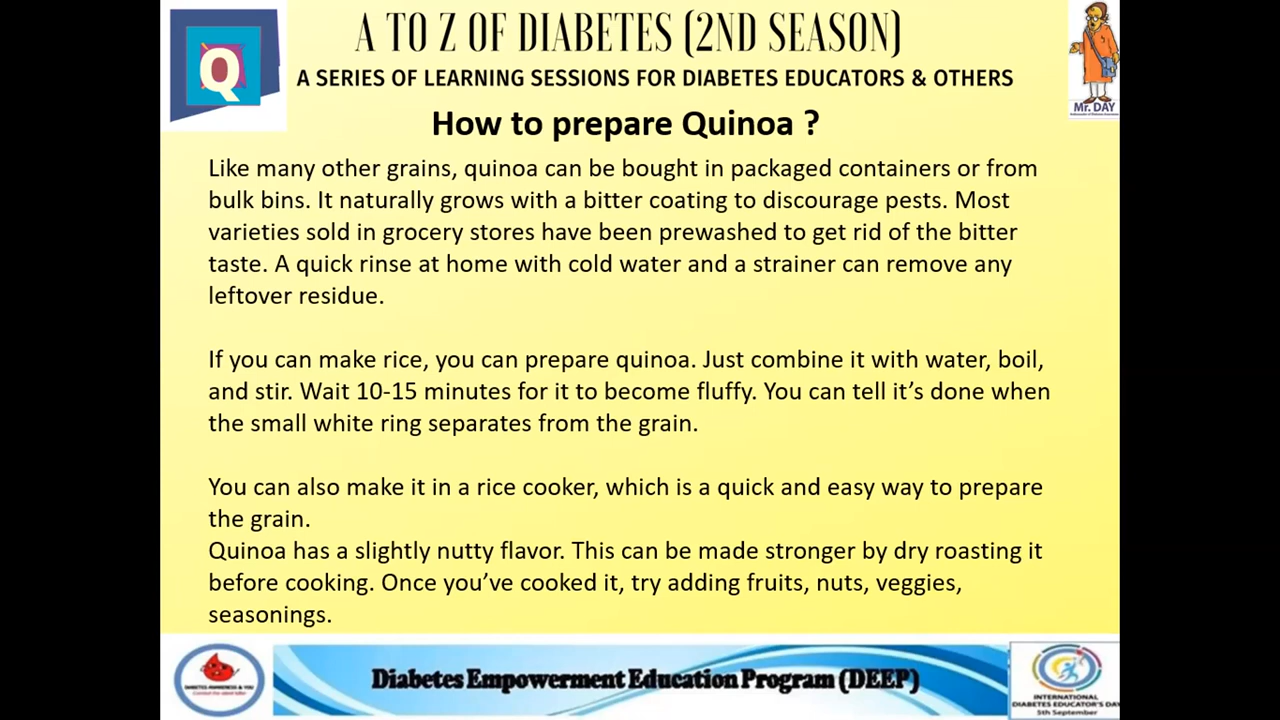 Q
A TO Z OF DIABETES (2ND SEASON)
A SERIES OF LEARNING SESSIONS FOR DIABETES EDUCATORS & OTHERS
Mr. DAY
How to prepare Quinoa ?
Like many other grains, quinoa can be bought in packaged containers or from
bulk bins. It naturally grows with a bitter coating to discourage pests. Most
varieties sold in grocery stores have been prewashed to get rid of the bitter
taste. A quick rinse at home with cold water and a strainer can remove any
leftover residue.
If you can make rice, you can prepare quinoa. Just combine it with water, boil,
and stir. Wait 10-15 minutes for it to become fluffy. You can tell it’s done when
the small white ring separates from the grain.
You can also make it in a rice cooker, which is a quick and easy way to prepare
the grain.
Quinoa has a slightly nutty flavor. This can be made stronger by dry roasting it
before cooking. Once you’ve cooked it, try adding fruits, nuts, veggies,
seasonings.
DIABETES AWARENESS & YOU
Diabetes Empowerment Education Program (DEEP)
INTERNATIONAL
DIABETES EDUCATOR'S DAY
5th September